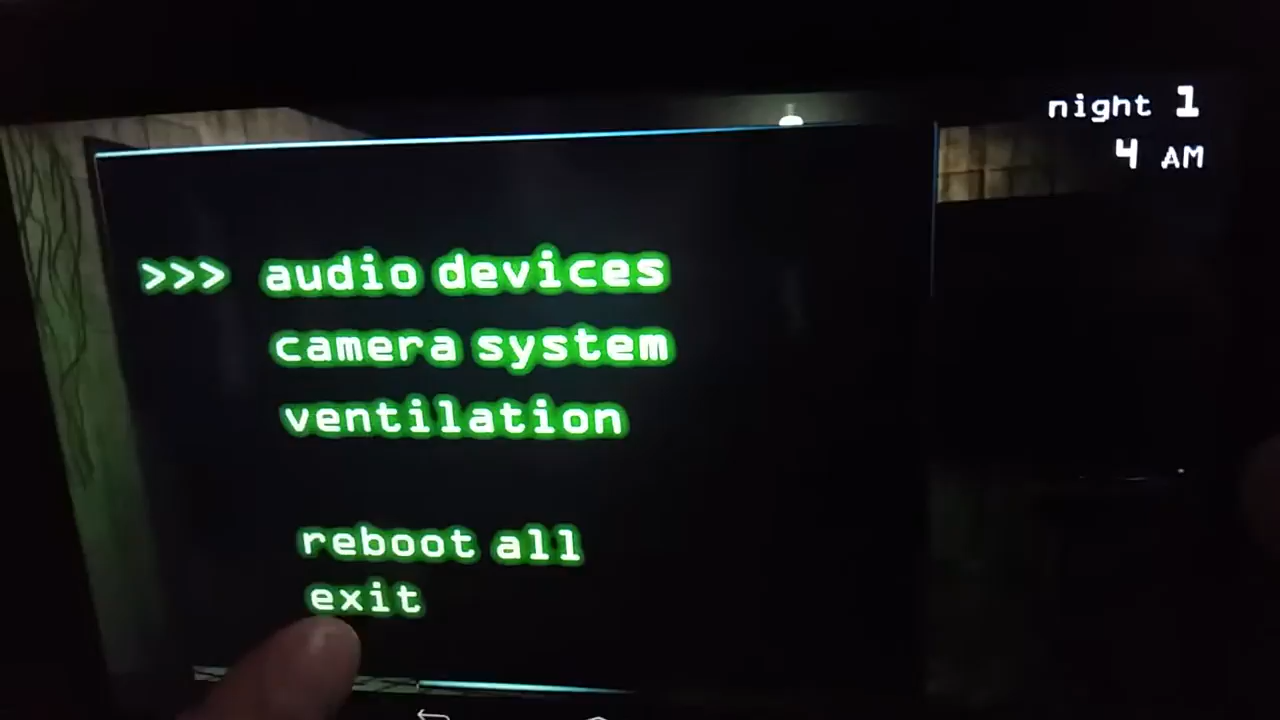 night 1
4 AM
>>> audio devices
camera system
ventilation
reboot all
exit